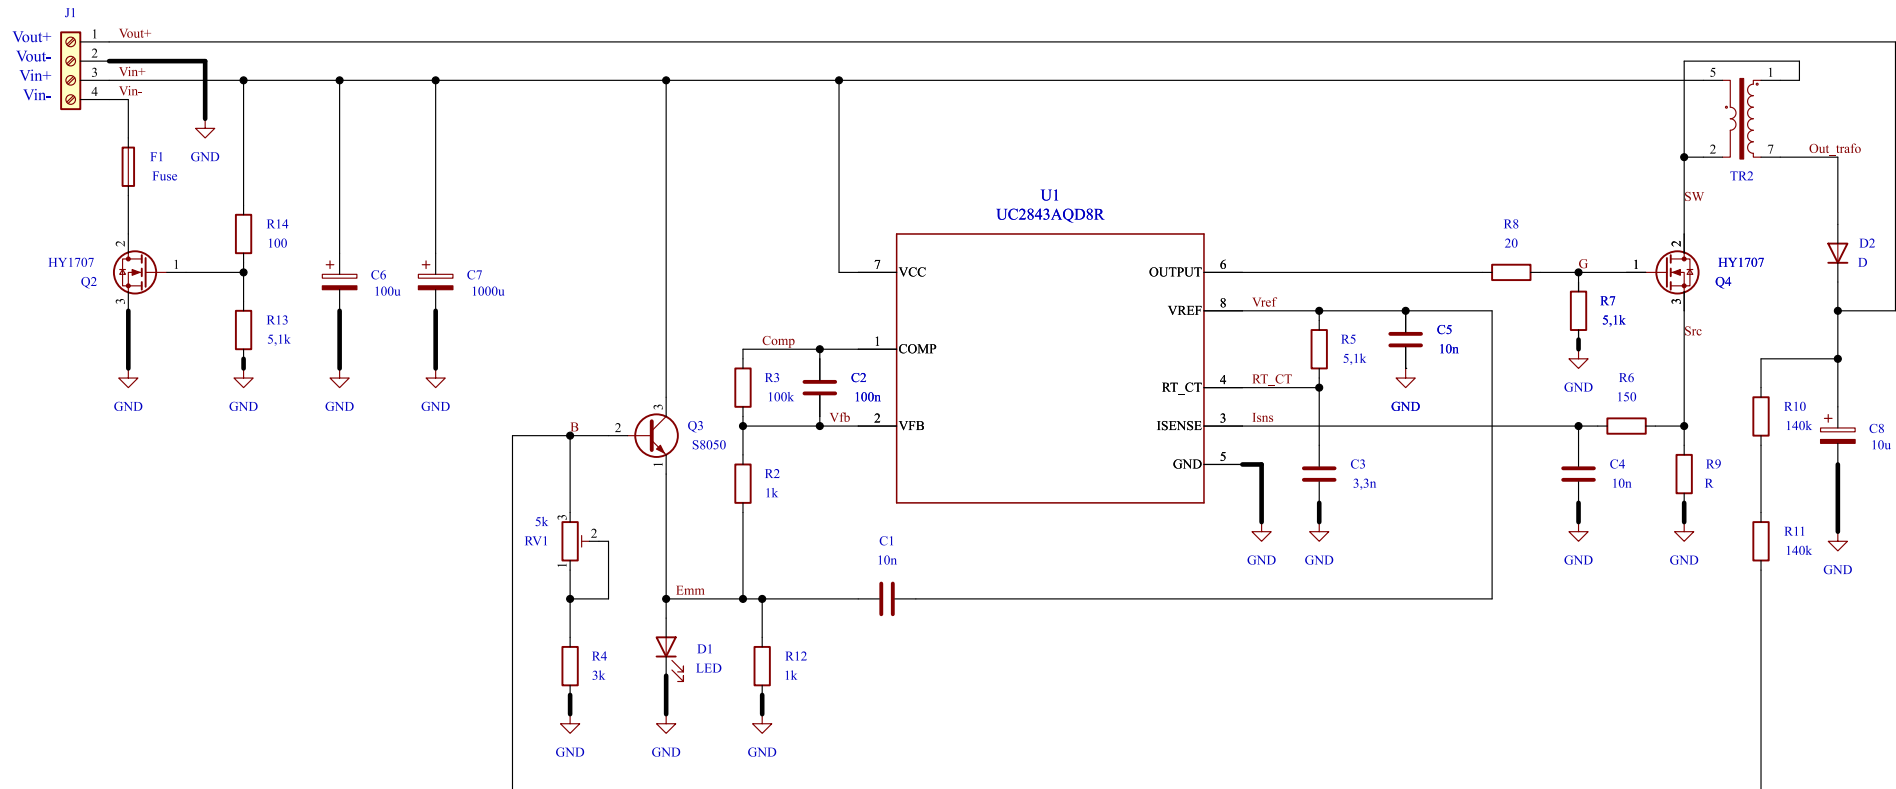 J1
Vout+ 1 Vout+
Vout- 2
Vin+ 3 Vin+
Vin- 4 Vin-
GND
F1
Fuse
HY1707
Q2
2
1
3
GND
R14
100
R13
5,1k
GND
+
C6
100u
GND
+
C7
1000u
GND
U1
UC2843AQD8R
7 VCC
Comp 1 COMP
Vfb 2 VFB
OUTPUT 6
VREF 8 Vref
RT_CT 4 RT_CT
ISENSE 3 Isns
GND 5
GND
R3
100k
C2
100n
R2
1k
B 2
3
1
Q3
S8050
5k
RV1
3
2
1
R4
3k
GND
Emm
D1
LED
GND
R12
1k
GND
C1
10n
R5
5,1k
C5
10n
GND
C3
3,3n
GND
R8
20
G
R7
5,1k
GND
1
2
3
HY1707
Q4
SW
Src
R6
150
C4
10n
GND
R9
R
GND
5
2
1
7
TR2
Out_trafo
D2
D
R10
140k
R11
140k
+
C8
10u
GND